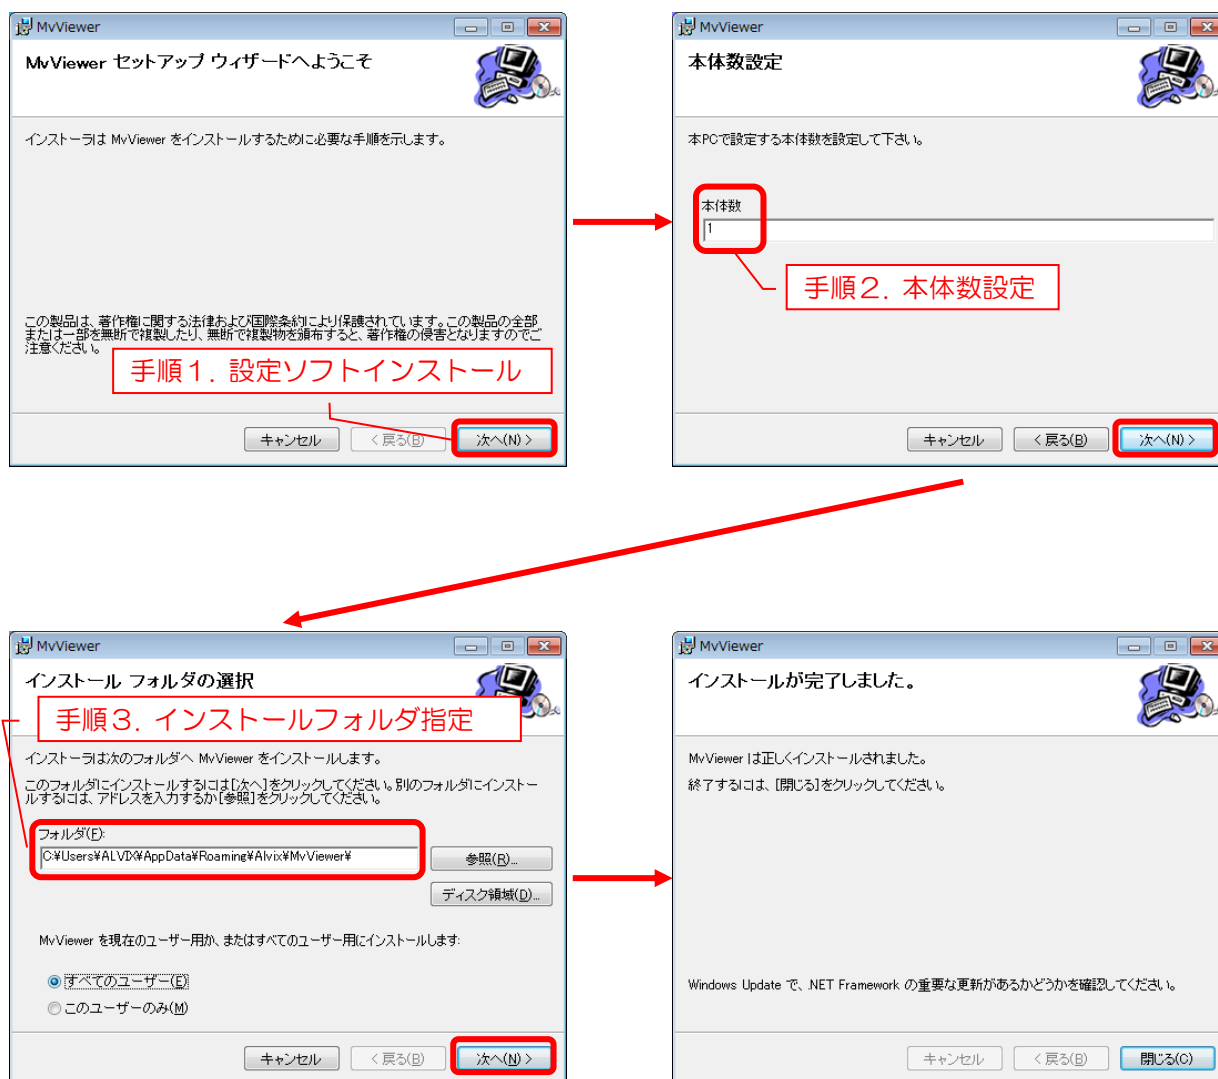 MvViewer
MvViewer セットアップ ウィザードへようこそ
インストーラは MvViewer をインストールするために必要な手順を示します。
この製品は、著作権に関する法律および国際条約により保護されています。この製品の全部
または一部を無断で複製したり、無断で複製物を頒布すると、著作権の侵害となりますのでご
注意ください。
手順1. 設定ソフトインストール
キャンセル
< 戻る(B)
次へ(N) >
MvViewer
本体数設定
本PCで設定する本体数を設定して下さい。
本体数
1
手順2. 本体数設定
キャンセル
< 戻る(B)
次へ(N) >
MvViewer
インストール フォルダの選択
手順3. インストールフォルダ指定
インストーラは次のフォルダへ MvViewer をインストールします。
このフォルダにインストールするには[次へ]をクリックしてください。別のフォルダにインストー
ルするには、アドレスを入力するか[参照]をクリックしてください。
フォルダ(F):
C:¥Users¥ALVIX¥AppData¥Roaming¥Alvix¥MvViewer¥
参照(R)...
ディスク領域(D)...
MvViewer を現在のユーザー用か、またはすべてのユーザー用にインストールします:
すべてのユーザー(E)
このユーザーのみ(M)
キャンセル
< 戻る(B)
次へ(N) >
MvViewer
インストールが完了しました。
MvViewer は正しくインストールされました。
終了するには、[閉じる]をクリックしてください。
Windows Update で、.NET Framework の重要な更新があるかどうかを確認してください。
キャンセル
< 戻る(B)
閉じる(C)